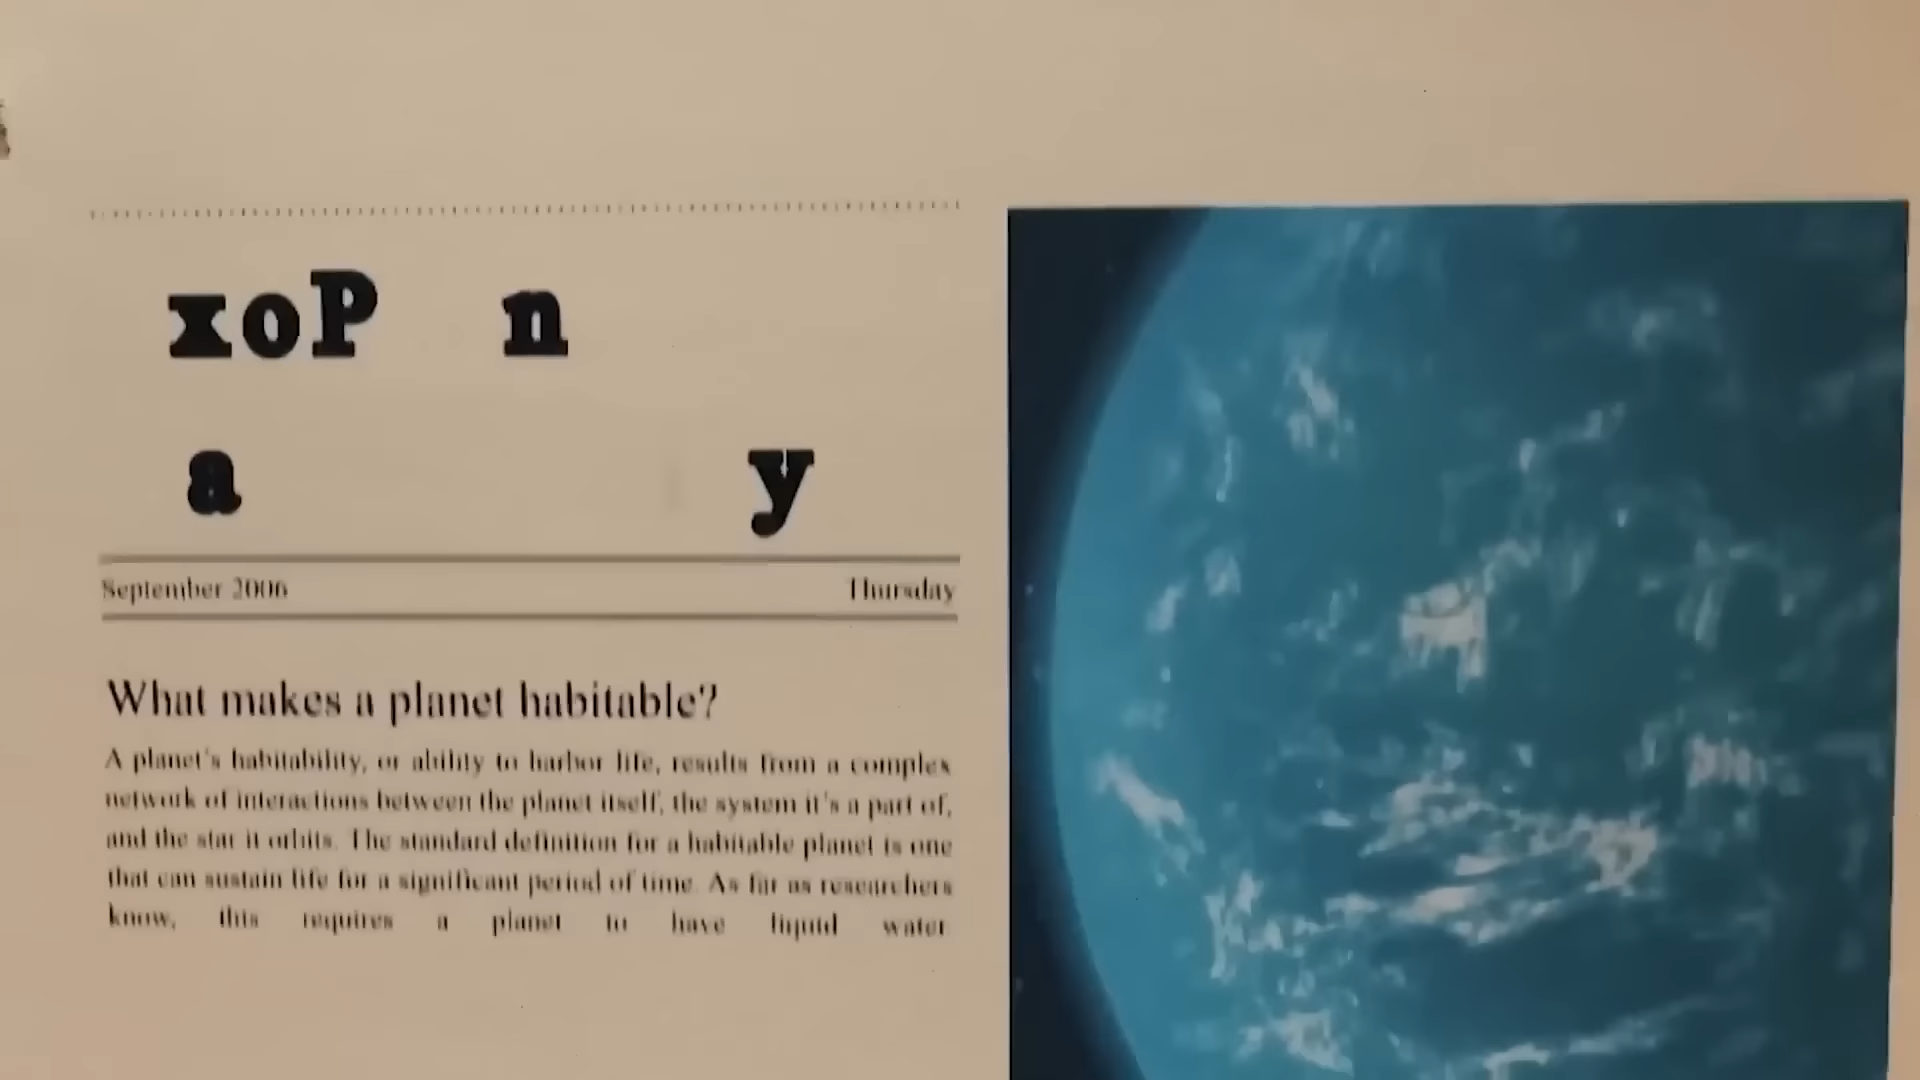 xoP n
a y
September 2006 Thursday
What makes a planet habitable?
A planet's habitability, or ability to harbor life, results from a complex
network of interactions between the planet itself, the system it's a part of,
and the star it orbits. The standard definition for a habitable planet is one
that can sustain life for a significant period of time. As far as researchers
know, this requires a planet to have liquid water